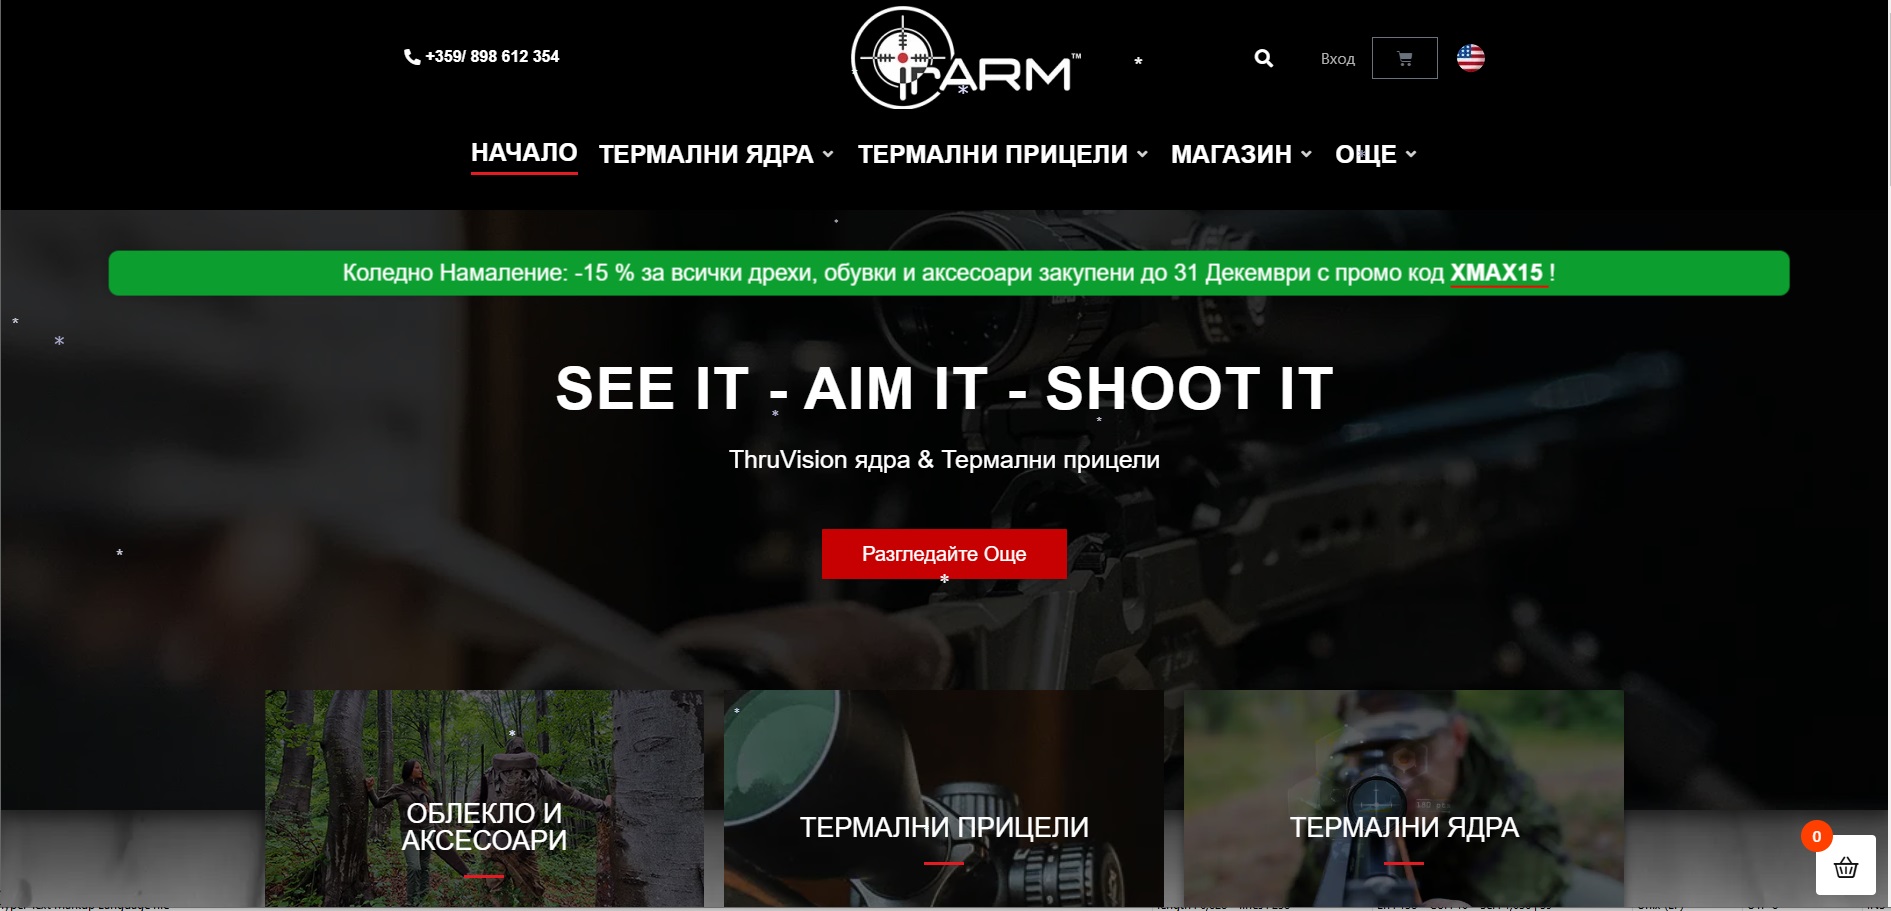 +359/ 898 612 354
irARM™
Вход
НАЧАЛО
ТЕРМАЛНИ ЯДРА
ТЕРМАЛНИ ПРИЦЕЛИ
МАГАЗИН
ОЩЕ
Коледно Намаление: -15 % за всички дрехи, обувки и аксесоари закупени до 31 Декември с промо код XMAX15 !
SEE IT - AIM IT - SHOOT IT
ThruVision ядра & Термални прицели
Разгледайте Още
ОБЛЕКЛО И
АКСЕСОАРИ
ТЕРМАЛНИ ПРИЦЕЛИ
ТЕРМАЛНИ ЯДРА
0